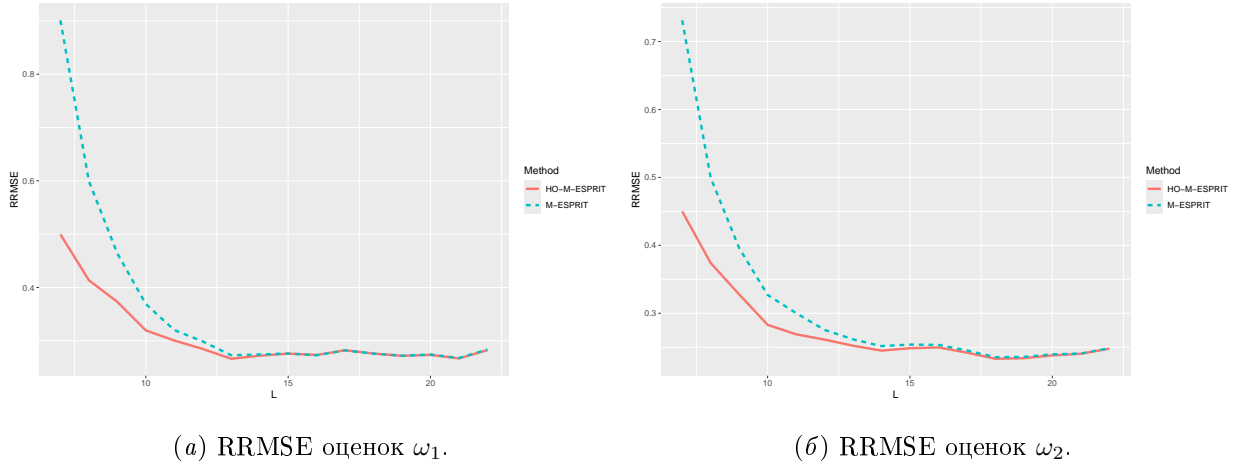 0.8
0.6
0.4
10
15
20
RRMSE
L
Method
HO−M−ESPRIT
M−ESPRIT
(а) RRMSE оценок ω₁.
0.7
0.6
0.5
0.4
0.3
10
15
20
RRMSE
L
Method
HO−M−ESPRIT
M−ESPRIT
(б) RRMSE оценок ω₂.